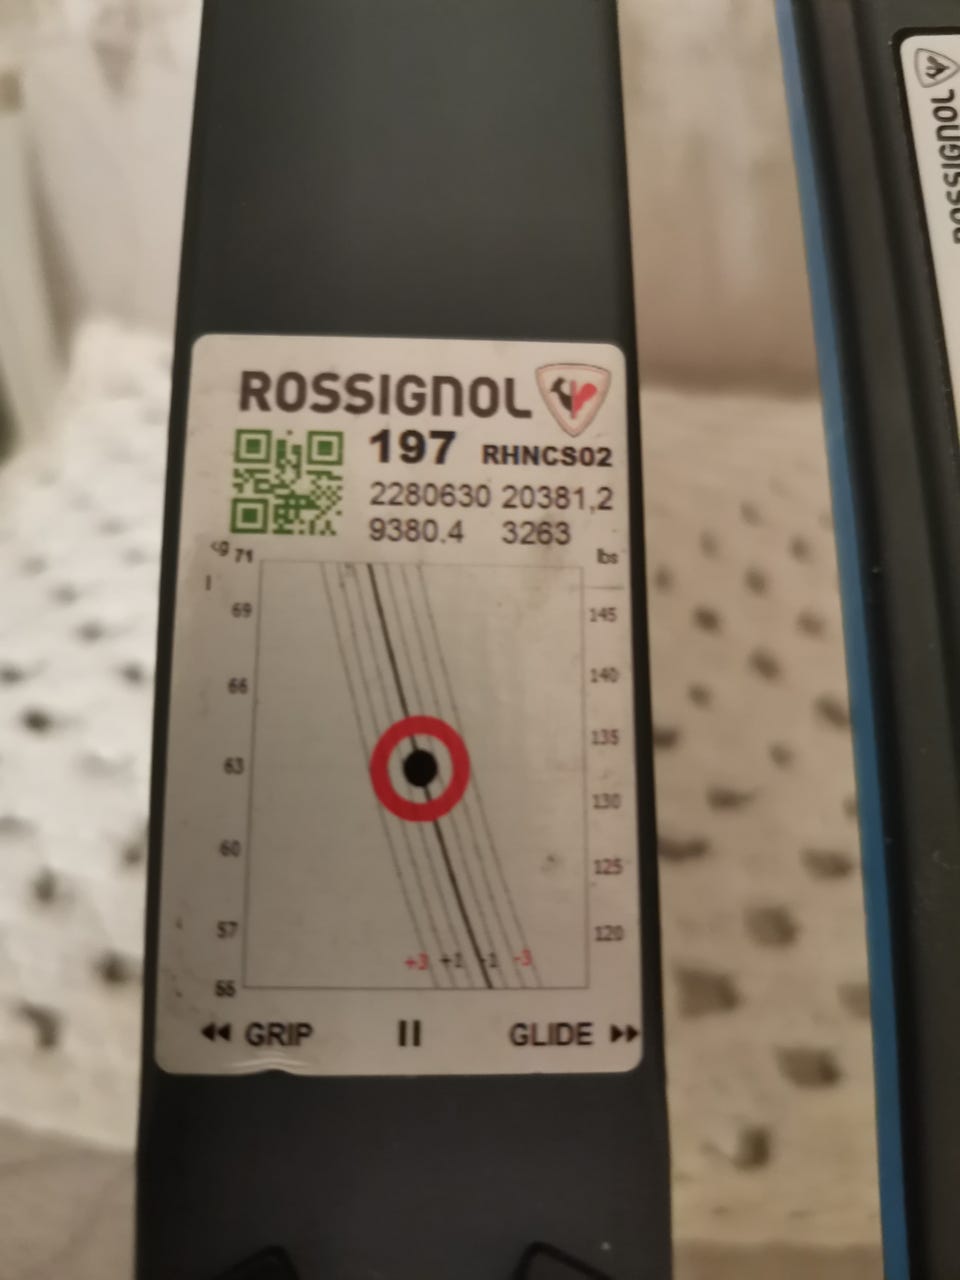 ROSSIGNOL
197 RHNCS02
2280630 20381,2
9380.4 3263
kg 71
lbs
69
145
66
140
135
63
130
60
125
57
120
+3 +1 -1 -3
55
GRIP
GLIDE
ROSSIGNOL